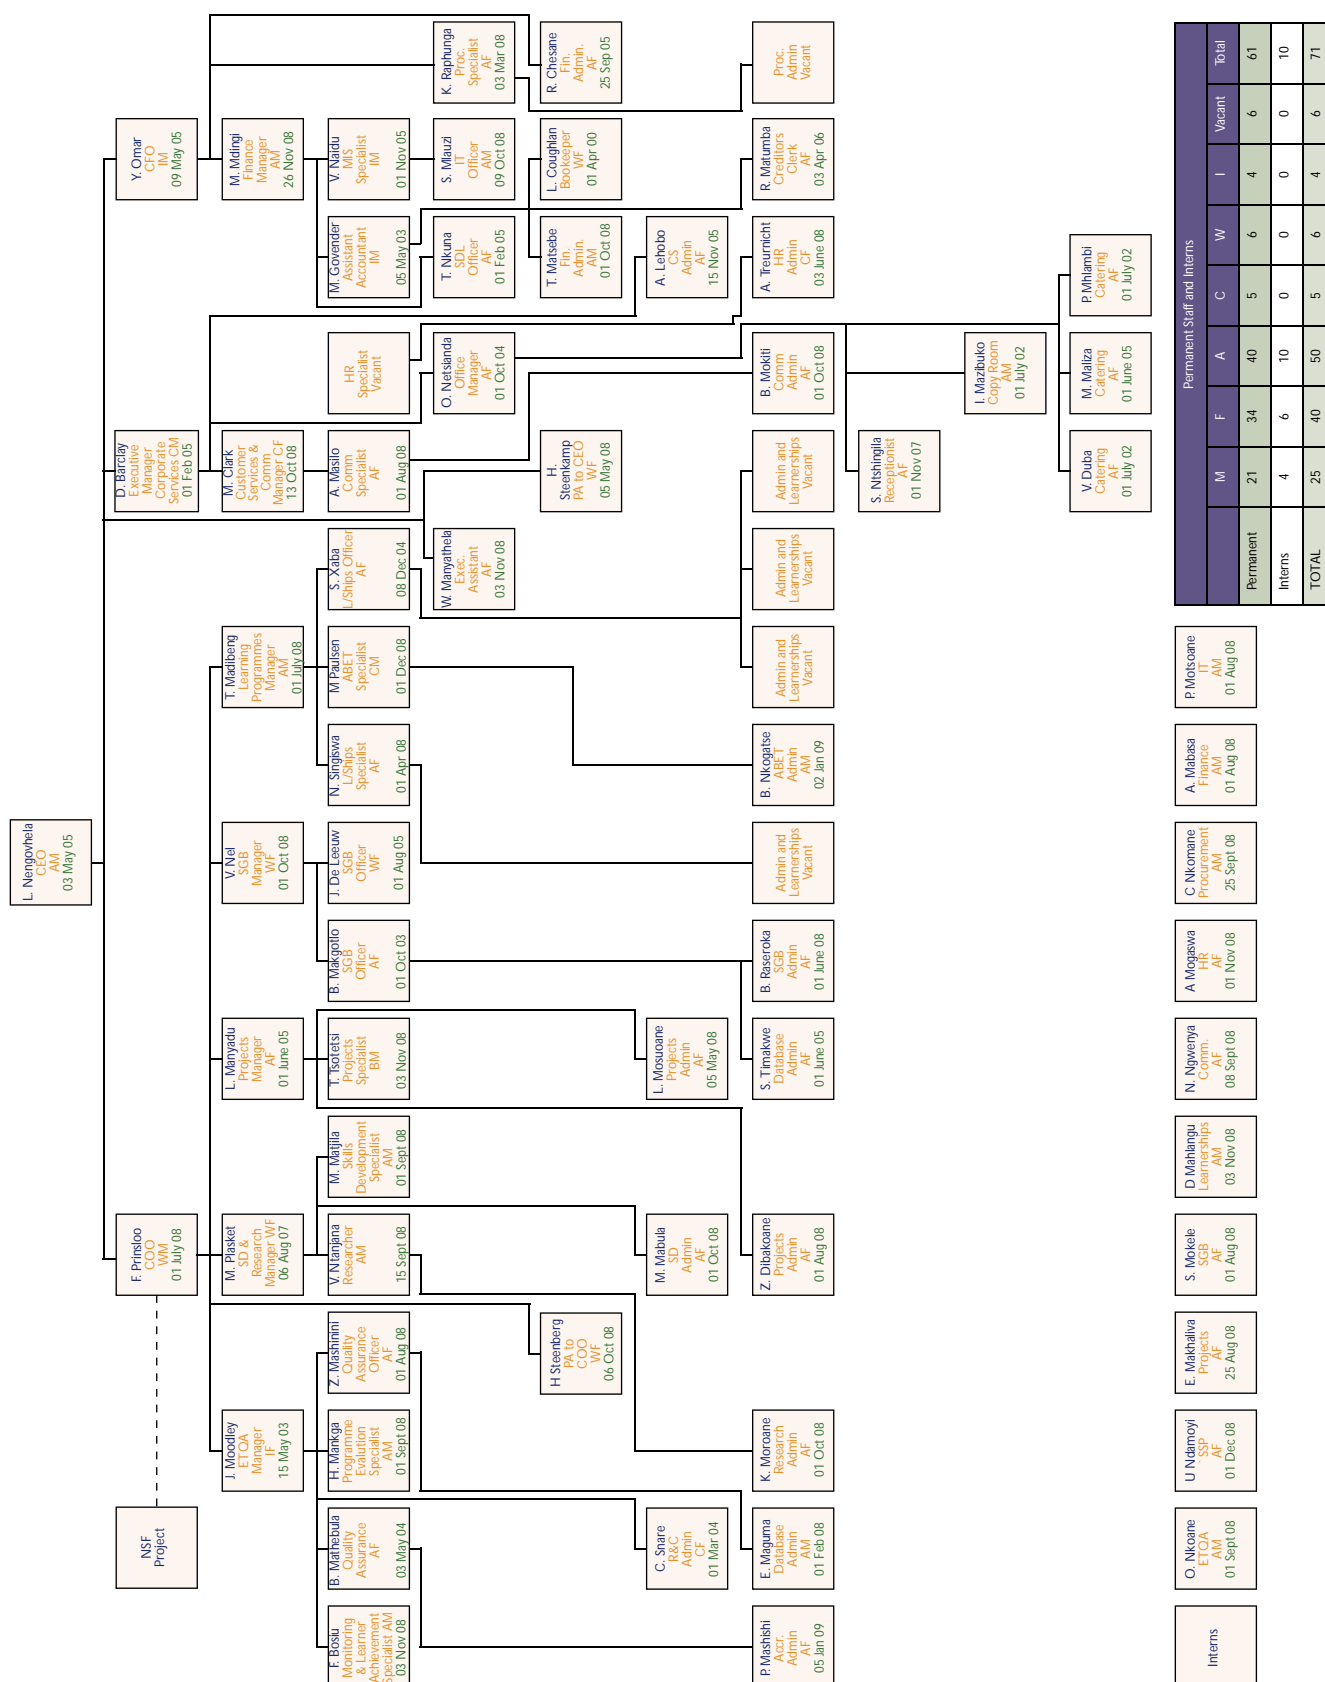 L. Nengovhela
CEO
AM
03 May 05
NSF
Project
F. Prinsloo
COO
WM
01 July 08
D. Barclay
Executive
Manager
Corporate
Services CM
01 Feb 05
Y. Omar
CFO
IM
09 May 05
J. Moodley
ETQA
Manager
IF
15 May 03
M. Plasket
SD &
Research
Manager WF
06 Aug 07
L. Manyadu
Projects
Manager
AF
01 June 05
V. Nel
SGB
Manager
WF
01 Oct 08
T. Madibeng
Learning
Programmes
Manager
AM
01 July 08
M. Clark
Customer
Services &
Comm
Manager CF
13 Oct 08
M. Mdingi
Finance
Manager
AM
26 Nov 08
F. Bosiu
Monitoring
& Learner
Achievement
Specialist AM
03 Nov 08
B. Mathebula
Quality
Assurance
AF
03 May 04
H. Mankga
Programme
Evalution
Specialist
AM
01 Sept 08
Z. Mashinini
Quality
Assurance
Officer
AF
01 Aug 08
V. Ntanjana
Researcher
AM
15 Sept 08
M. Matjila
Skills
Development
Specialist
AM
01 Sept 08
T. Tsotetsi
Projects
Specialist
BM
03 Nov 08
B. Makgotlo
SGB
Officer
AF
01 Oct 03
J. De Leeuw
SGB
Officer
WF
01 Aug 05
N. Singiswa
L/Ships
Specialist
AF
01 Apr 08
M Paulsen
ABET
Specialist
CM
01 Dec 08
S. Xaba
L/Ships Officer
AF
08 Dec 04
A. Masilo
Comm
Specialist
AF
01 Aug 08
HR
Specialist
Vacant
M. Govender
Assistant
Accountant
IM
05 May 03
V. Naidu
MIS
Specialist
IM
01 Nov 05
W. Manyathela
Exec.
Assistant
AF
03 Nov 08
O. Netsianda
Office
Manager
AF
01 Oct 04
T. Nkuna
SDL
Officer
AF
01 Feb 05
S. Mlauzi
IT
Officer
AM
09 Oct 08
K. Raphunga
Proc.
Specialist
AF
03 Mar 08
H Steenberg
PA to
COO
WF
06 Oct 08
H.
Steenkamp
PA to CEO
WF
05 May 08
T. Matsebe
Fin.
Admin.
AM
01 Oct 08
L. Coughlan
Bookeeper
WF
01 Apr 00
R. Chesane
Fin.
Admin.
AF
25 Sep 05
C. Snare
R&C
Admin
CF
01 Mar 04
M. Mabula
SD
Admin
AF
01 Oct 08
L. Mosuoane
Projects
Admin
AF
05 May 08
A. Lehobo
CS
Admin
AF
15 Nov 05
P. Mashishi
Accr.
Admin
AF
05 Jan 09
E. Maguma
Database
Admin
AM
01 Feb 08
K. Moroane
Research
Admin
AF
01 Oct 08
Z. Dibakoane
Projects
Admin
AF
01 Aug 08
S. Timakwe
Database
Admin
AF
01 June 05
B. Raseroka
SGB
Admin
AF
01 June 08
Admin and
Learnerships
Vacant
B. Nkogatse
ABET
Admin
AM
02 Jan 09
Admin and
Learnerships
Vacant
Admin and
Learnerships
Vacant
Admin and
Learnerships
Vacant
B. Mokiti
Comm
Admin
AF
01 Oct 08
A. Treurnicht
HR
Admin
CF
03 June 08
R. Matumba
Creditors
Clerk
AF
03 Apr 06
Proc.
Admin
Vacant
S. Ntshingila
Receptionist
AF
01 Nov 07
I. Mazibuko
Copy Room
AM
01 July 02
V. Duba
Catering
AF
01 July 02
M. Maliza
Catering
AF
01 June 05
P. Mhlambi
Catering
AF
01 July 02
Interns
O. Nkoane
ETQA
AM
01 Sept 08
U Ndamoyi
`SSP
AF
01 Dec 08
E. Makhaliva
Projects
AF
25 Aug 08
S. Mokele
SGB
AF
01 Aug 08
D Mahlangu
Learnerships
AM
03 Nov 08
N. Ngwenya
Comm.
AF
08 Sept 08
A Mogaswa
HR
AF
01 Nov 08
C Nkomane
Procurement
AM
25 Sept 08
A. Mabasa
Finance
AM
01 Aug 08
P. Motsoane
IT
AM
01 Aug 08
Permanent Staff and Interns
M F A C W I Vacant Total
Permanent 21 34 40 5 6 4 6 61
Interns 4 6 10 0 0 0 0 10
TOTAL 25 40 50 5 6 4 6 71